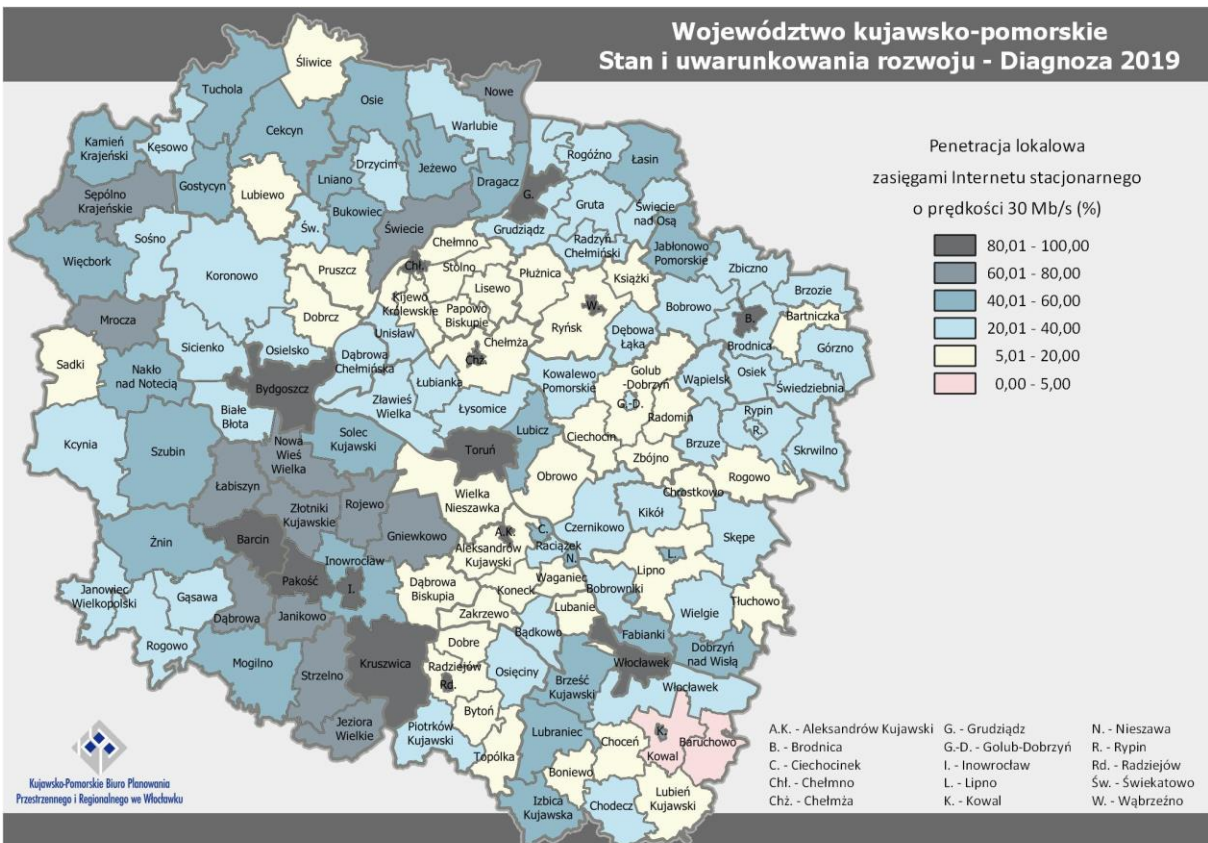 Województwo kujawsko-pomorskie
Stan i uwarunkowania rozwoju - Diagnoza 2019
Penetracja lokalowa
zasięgami Internetu stacjonarnego
o prędkości 30 Mb/s (%)
80,01 - 100,00
60,01 - 80,00
40,01 - 60,00
20,01 - 40,00
5,01 - 20,00
0,00 - 5,00
Śliwice
Tuchola
Osie
Nowe
Warlubie
Cekcyn
Kamień
Krajeński
Kęsowo
Rogóźno
Łasin
Drzycim
Jeżewo
Lniano
Dragacz
G.
Gostycyn
Sępólno
Krajeńskie
Lubiewo
Bukowiec
Gruta
Święcie
nad Osą
Św.
Świecie
Grudziądz
Sośno
Radzyń
Chełmiński
Jabłonowo
Pomorskie
Więcbork
Chełmno
Chł.
Stolno
Płużnica
Książki
Zbiczno
Koronowo
Pruszcz
Lisewo
Brzozie
Kijewo
Królewskie
Papowo
Biskupie
W.
Bobrowo
Bartniczka
Mrocza
Dobrcz
Unisław
Ryńsk
Dębowa
Łąka
B.
Brodnica
Sicienko
Osielsko
Chełmża
Chż.
Górzno
Sadki
Nakło
nad Notecią
Dąbrowa
Chełmińska
Golub
-Dobrzyń
Wąpielsk
Osiek
Bydgoszcz
Łubianka
Kowalewo
Pomorskie
Świedziebnia
Zławieś
Wielka
Łysomice
G.-D.
Radomin
Rypin
R.
Białe
Błota
Kcynia
Szubin
Solec
Kujawski
Toruń
Lubicz
Ciechocin
Brzuze
Skrwilno
Nowa
Wieś
Wielka
Zbójno
Łabiszyn
Obrowo
Rogowo
Wielka
Nieszawka
Chrostkowo
Złotniki
Kujawskie
Rojewo
Kikół
Gniewkowo
A.K.
C.
Raciążek
Czernikowo
Skępe
Żnin
Barcin
Inowrocław
Aleksandrów
Kujawski
N.
L.
Lipno
Pakość
I.
Dąbrowa
Biskupia
Waganiec
Bobrowniki
Janowiec
Wielkopolski
Gąsawa
Koneck
Lubanie
Tłuchowo
Dąbrowa
Janikowo
Zakrzewo
Wielgie
Rogowo
Bądkowo
Fabianki
Dobre
Dobrzyń
nad Wisłą
Mogilno
Strzelno
Kruszwica
Radziejów
Rd.
Osięciny
Brześć
Kujawski
Włocławek
Włocławek
Bytoń
Jeziora
Wielkie
Piotrków
Kujawski
Lubraniec
Choceń
K.
Kowal
Baruchowo
Topólka
Boniewo
Izbica
Kujawska
Chodecz
Lubień
Kujawski
A.K. - Aleksandrów Kujawski
B. - Brodnica
C. - Ciechocinek
Chł. - Chełmno
Chż. - Chełmża
G. - Grudziądz
G.-D. - Golub-Dobrzyń
I. - Inowrocław
L. - Lipno
K. - Kowal
N. - Nieszawa
R. - Rypin
Rd. - Radziejów
Św. - Świekatowo
W. - Wąbrzeźno
Kujawsko-Pomorskie Biuro Planowania
Przestrzennego i Regionalnego we Włocławku